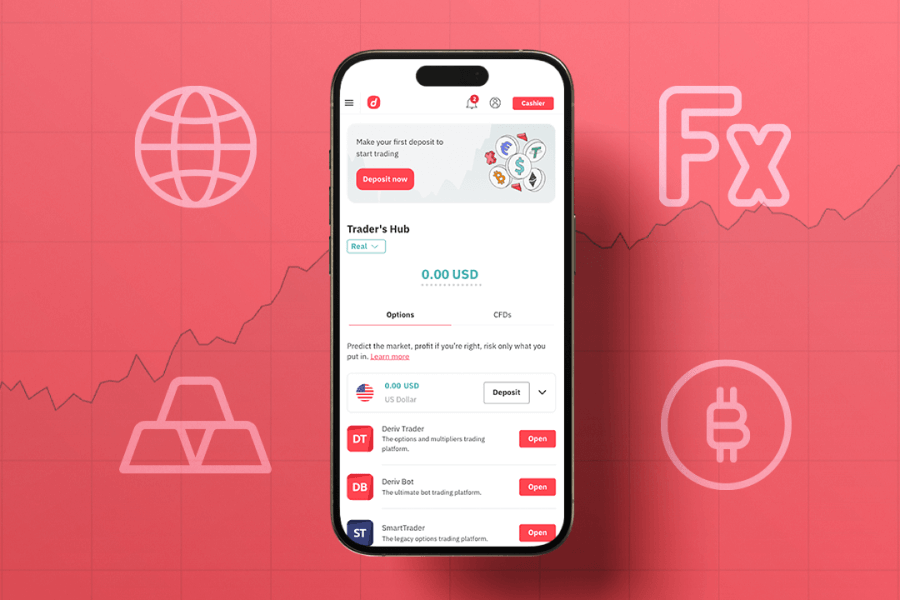 Fx
d
2
Cashier
Make your first deposit to
start trading
Deposit now
Trader's Hub
Real
0.00 USD
Options
CFDs
Predict the market, profit if you're right, risk only what you
put in. Learn more
0.00 USD
US Dollar
Deposit
DT
Deriv Trader
The options and multipliers trading
platform.
Open
DB
Deriv Bot
The ultimate bot trading platform.
Open
ST
SmartTrader
The legacy options trading platform.
Open